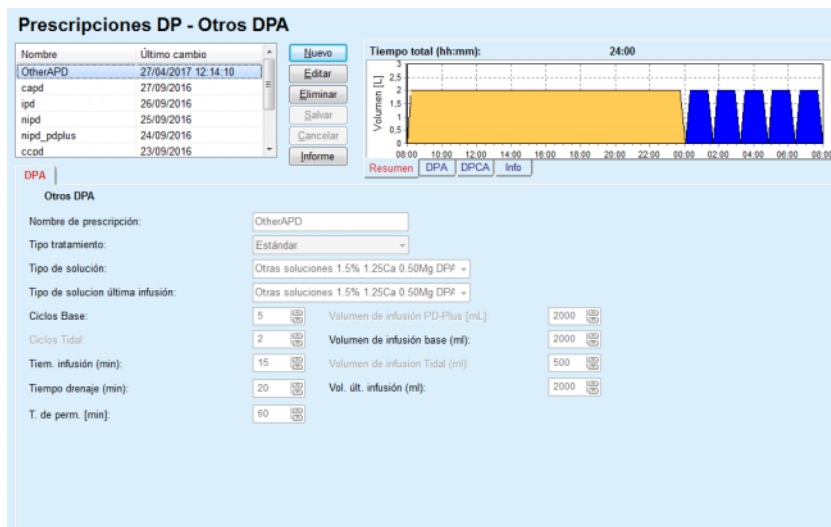 Prescripciones DP - Otros DPA
Nombre Último cambio
OtherAPD 27/04/2017 12:14:10
capd 27/09/2016
ipd 26/09/2016
nipd 25/09/2016
nipd_pdplus 24/09/2016
ccpd 23/09/2016
Nuevo
Editar
Eliminar
Salvar
Cancelar
Informe
Tiempo total (hh:mm): 24:00
Volumen [L]
3
2,5
2
1,5
1
0,5
0
08:00 10:00 12:00 14:00 16:00 18:00 20:00 22:00 00:00 02:00 04:00 06:00 08:00
Resumen DPA DPCA Info
DPA
Otros DPA
Nombre de prescripción: OtherAPD
Tipo tratamiento: Estándar
Tipo de solución: Otras soluciones 1.5% 1.25Ca 0.50Mg DPA
Tipo de solucion última infusión: Otras soluciones 1.5% 1.25Ca 0.50Mg DPA
Ciclos Base: 5 Volumen de infusión PD-Plus [mL]: 2000
Ciclos Tidal: 2 Volumen de infusión base (ml): 2000
Tiem. infusión (min): 15 Volumen de infusion Tidal (ml): 500
Tiempo drenaje (min): 20 Vol. últ. infusión (ml): 2000
T. de perm. [min]: 60